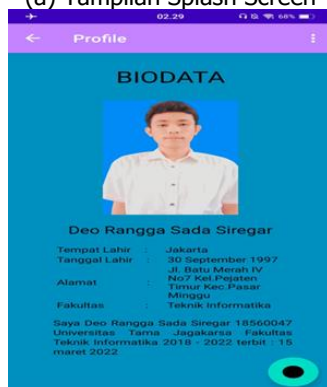 (a) Tampilan Splash Screen
02.29
68%
Profile
BIODATA
Deo Rangga Sada Siregar
Tempat Lahir : Jakarta
Tanggal Lahir : 30 September 1997
Alamat : Jl. Batu Merah IV
No7 Kel.Pejaten
Timur Kec.Pasar
Minggu
Fakultas : Teknik Informatika
Saya Deo Rangga Sada Siregar 18560047
Universitas Tama Jagakarsa Fakultas
Teknik Informatika 2018 - 2022 terbit : 15
maret 2022